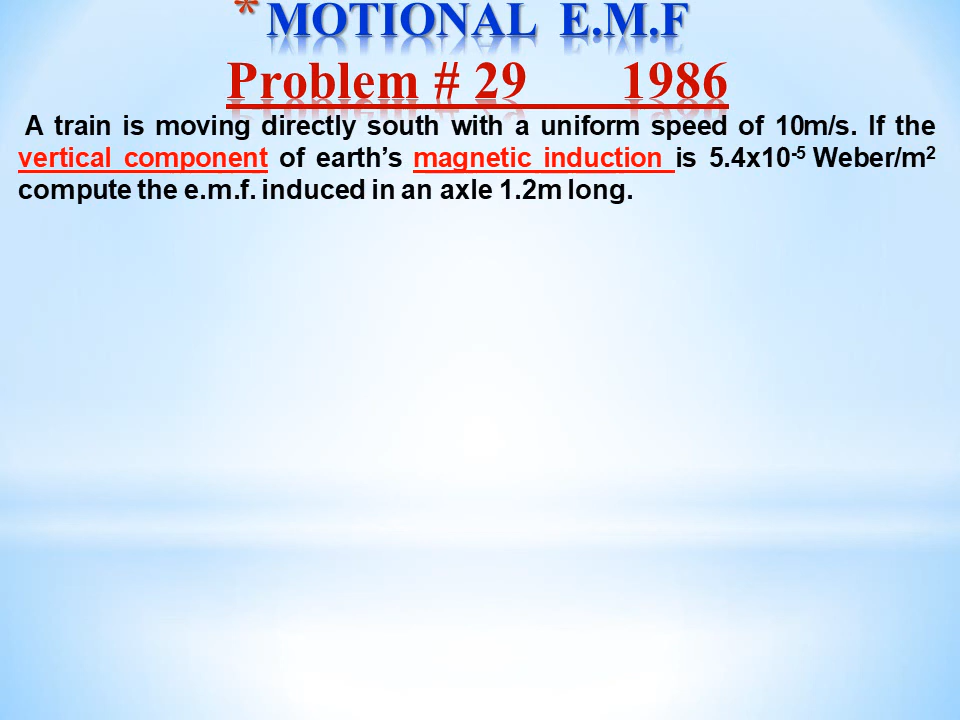 * MOTIONAL E.M.F
Problem # 29 1986
A train is moving directly south with a uniform speed of 10m/s. If the
vertical component of earth’s magnetic induction is 5.4x10⁻⁵ Weber/m²
compute the e.m.f. induced in an axle 1.2m long.